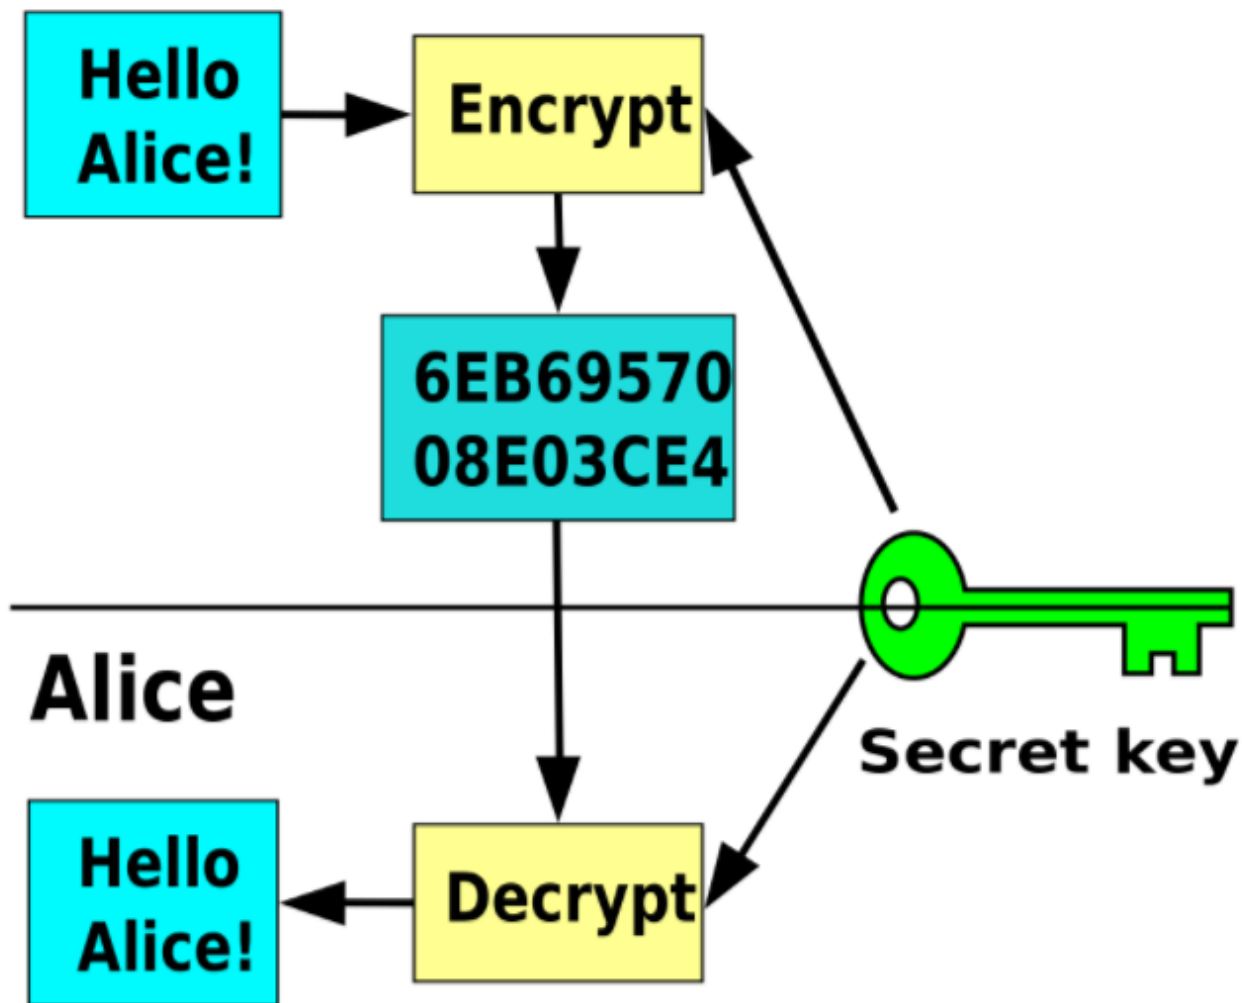 Hello
Alice!
Encrypt
6EB69570
08E03CE4
Alice
Secret key
Hello
Alice!
Decrypt